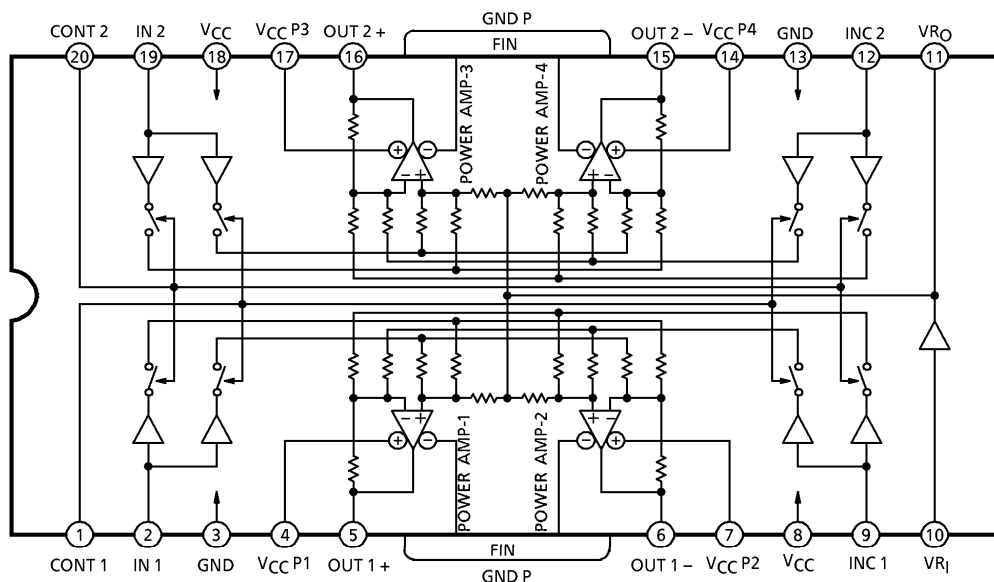 GND P
FIN
CONT 2 IN 2 VCC VCC P3 OUT 2 + OUT 2 − VCC P4 GND INC 2 VRO
20 19 18 17 16 15 14 13 12 11
POWER AMP-3
POWER AMP-4
+ − − +
− + + −
− + + −
+ − − +
POWER AMP-1
POWER AMP-2
1 2 3 4 5 6 7 8 9 10
CONT 1 IN 1 GND VCC P1 OUT 1 + OUT 1 − VCC P2 VCC INC 1 VRI
FIN
GND P